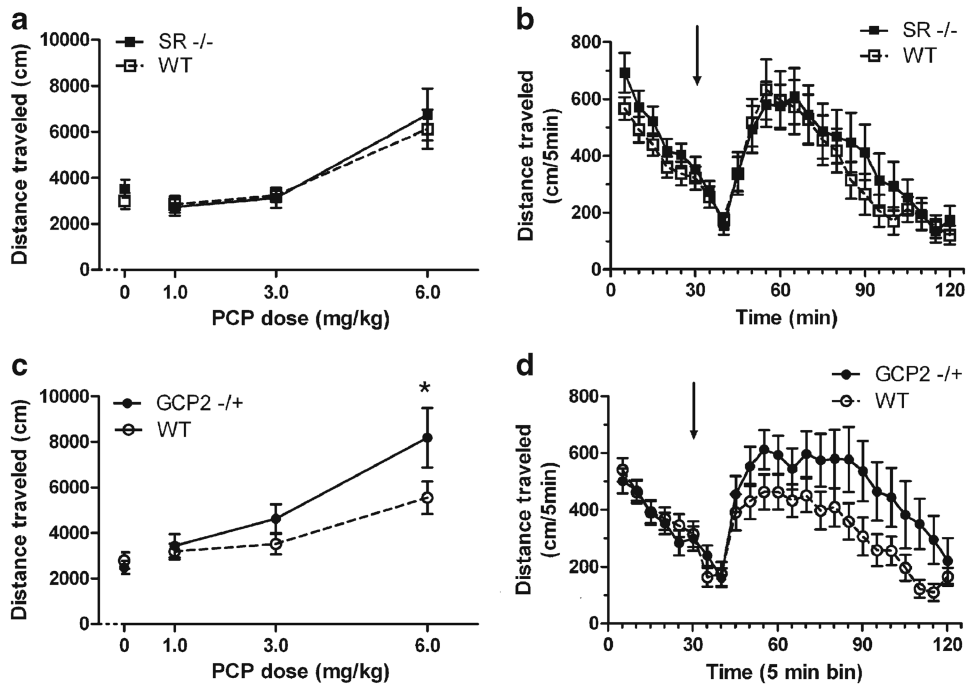 a
SR -/-
WT
Distance traveled (cm)
10000
8000
6000
4000
2000
0
0 1.0 3.0 6.0
PCP dose (mg/kg)
b
SR -/-
WT
Distance traveled
(cm/5min)
800
600
400
200
0
0 30 60 90 120
Time (min)
c
GCP2 -/+
WT
*
Distance traveled (cm)
10000
8000
6000
4000
2000
0
0 1.0 3.0 6.0
PCP dose (mg/kg)
d
GCP2 -/+
WT
Distance traveled
(cm/5min)
800
600
400
200
0
0 30 60 90 120
Time (5 min bin)